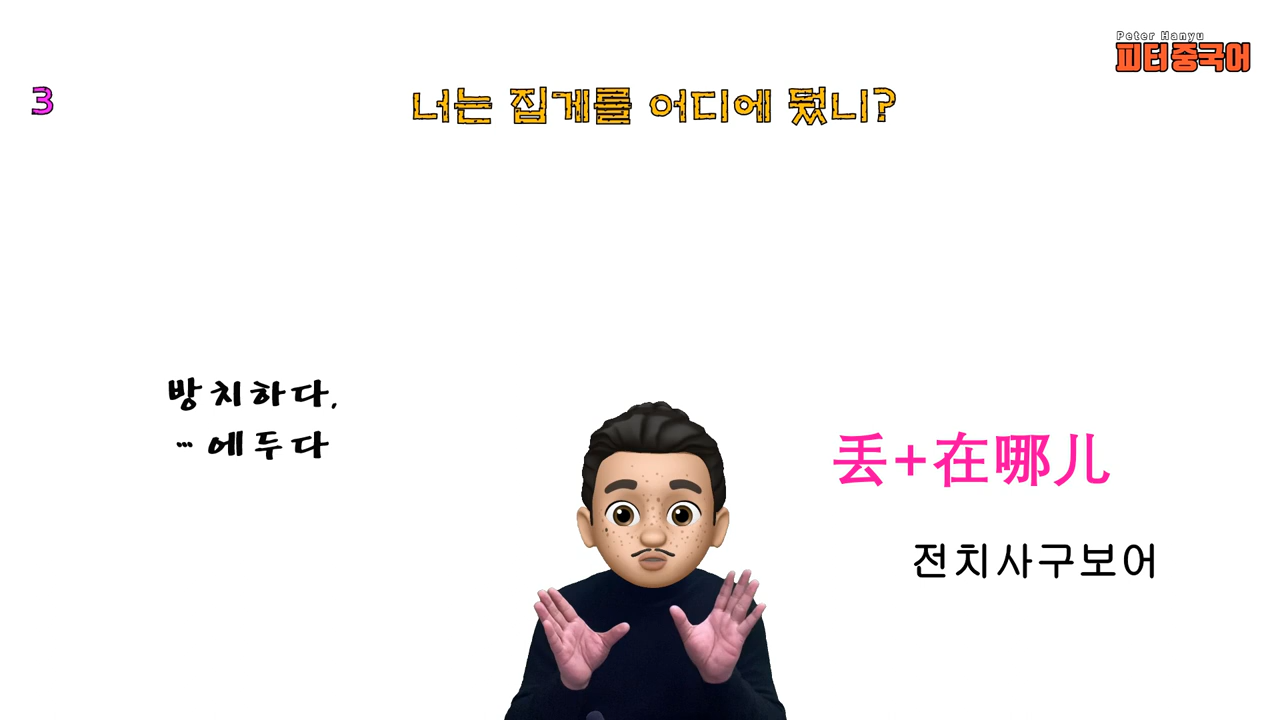 Peter Hanyu
피터중국어
3
너는 집게를 어디에 뒀니?
방치하다,
…에두다
丢+在哪儿
전치사구보어